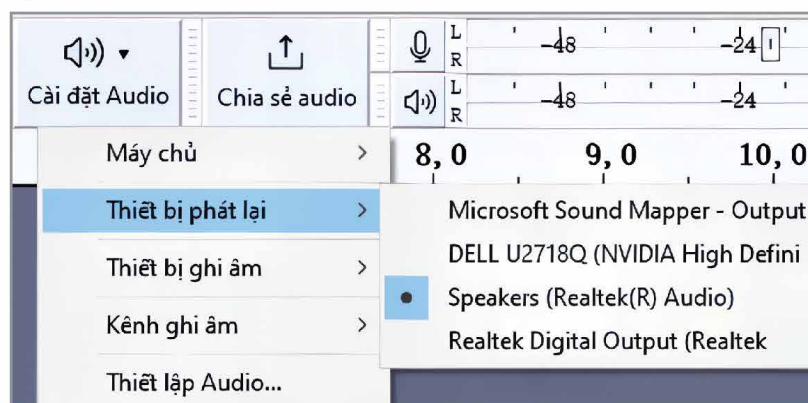 Cài đặt Audio
Chia sẻ audio
L
R
-48
-24
L
R
-48
-24
8,0 9,0 10,0
Máy chủ
Thiết bị phát lại
Thiết bị ghi âm
Kênh ghi âm
Thiết lập Audio...
Microsoft Sound Mapper - Output
DELL U2718Q (NVIDIA High Defini
Speakers (Realtek(R) Audio)
Realtek Digital Output (Realtek